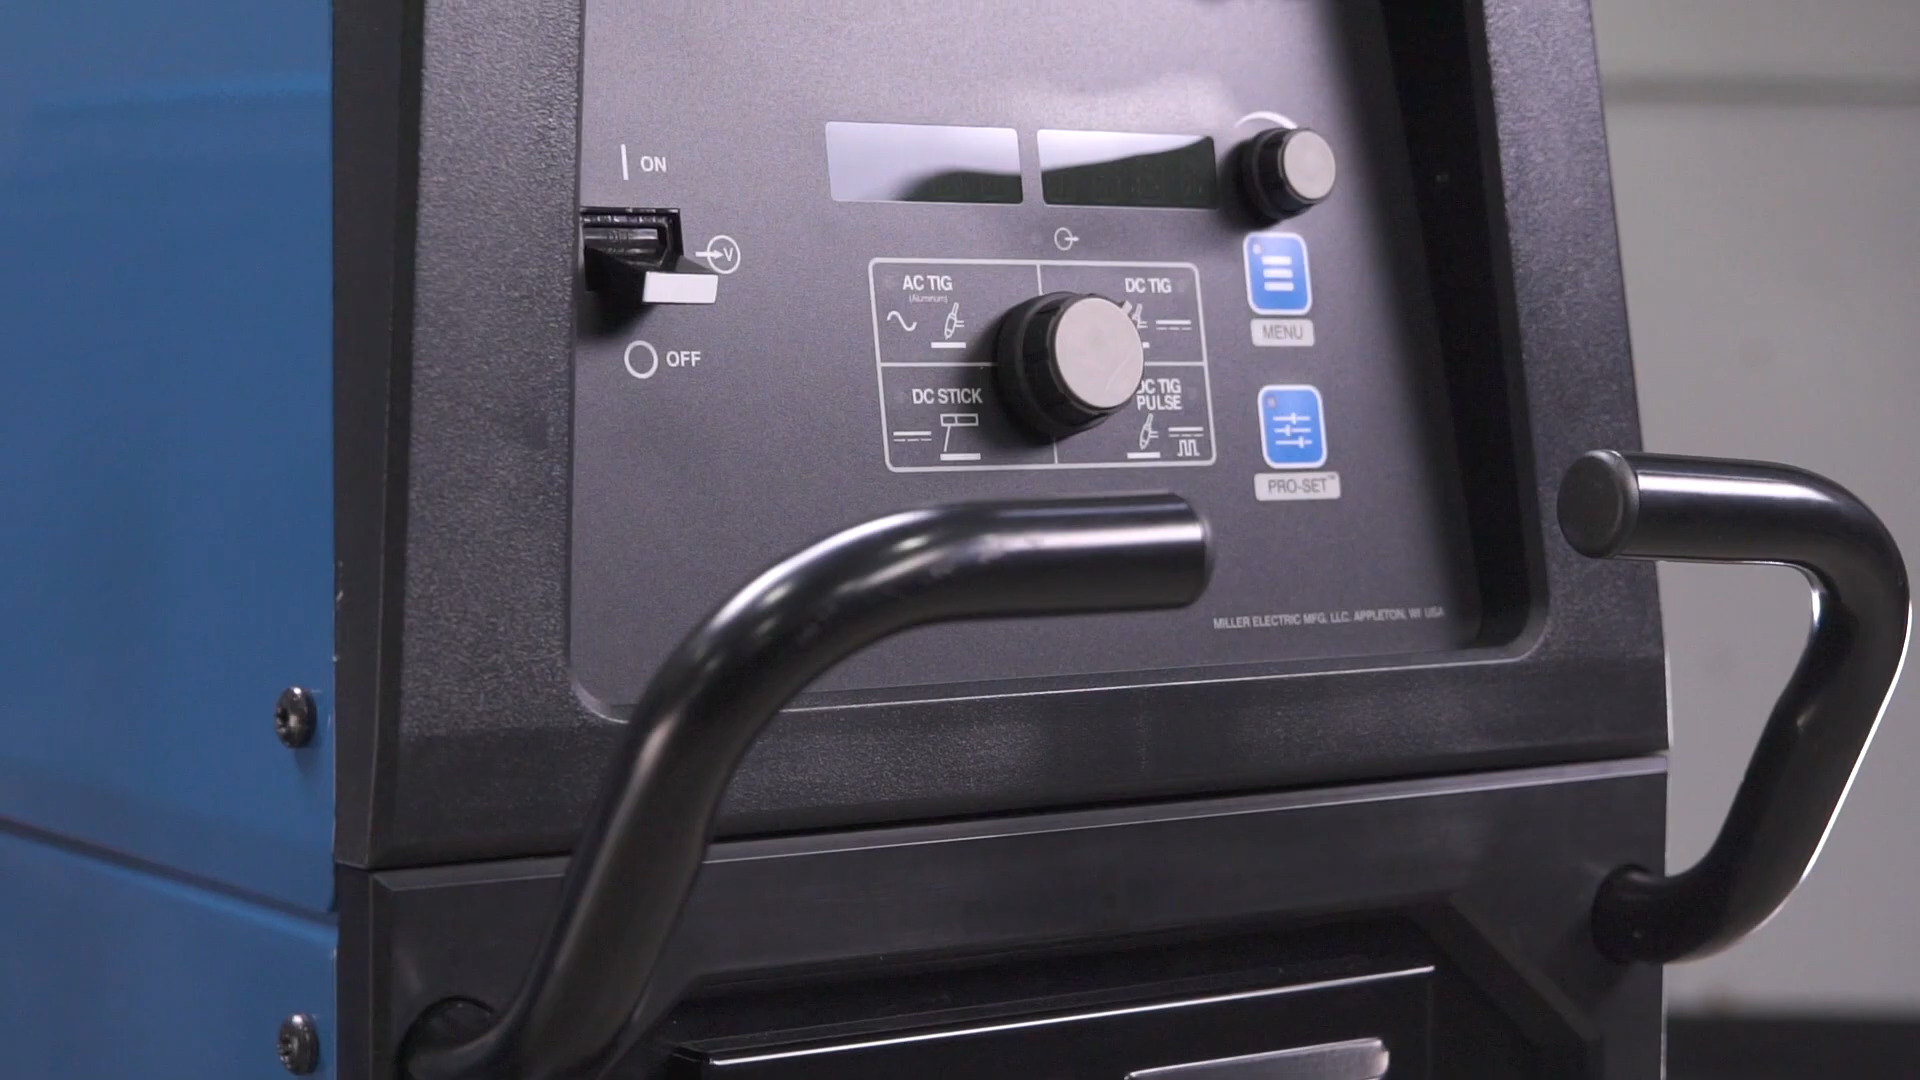 ON
OFF
V
AC TIG
(Aluminum)
DC TIG
DC STICK
DC TIG
PULSE
MENU
PRO-SET™
MILLER ELECTRIC MFG. LLC. APPLETON, WI USA